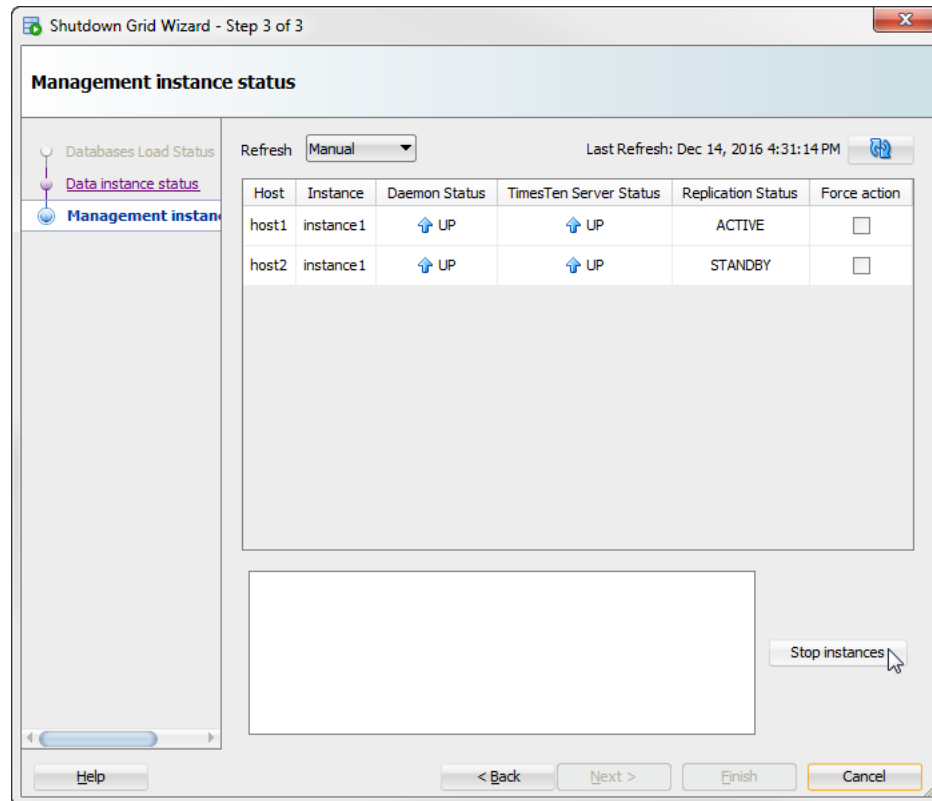 Shutdown Grid Wizard - Step 3 of 3
Management instance status
Databases Load Status
Data instance status
Management instan
Refresh Manual Last Refresh: Dec 14, 2016 4:31:14 PM
Host Instance Daemon Status TimesTen Server Status Replication Status Force action
host1 instance1 UP UP ACTIVE
host2 instance1 UP UP STANDBY
Stop instances
Help < Back Next > Finish Cancel